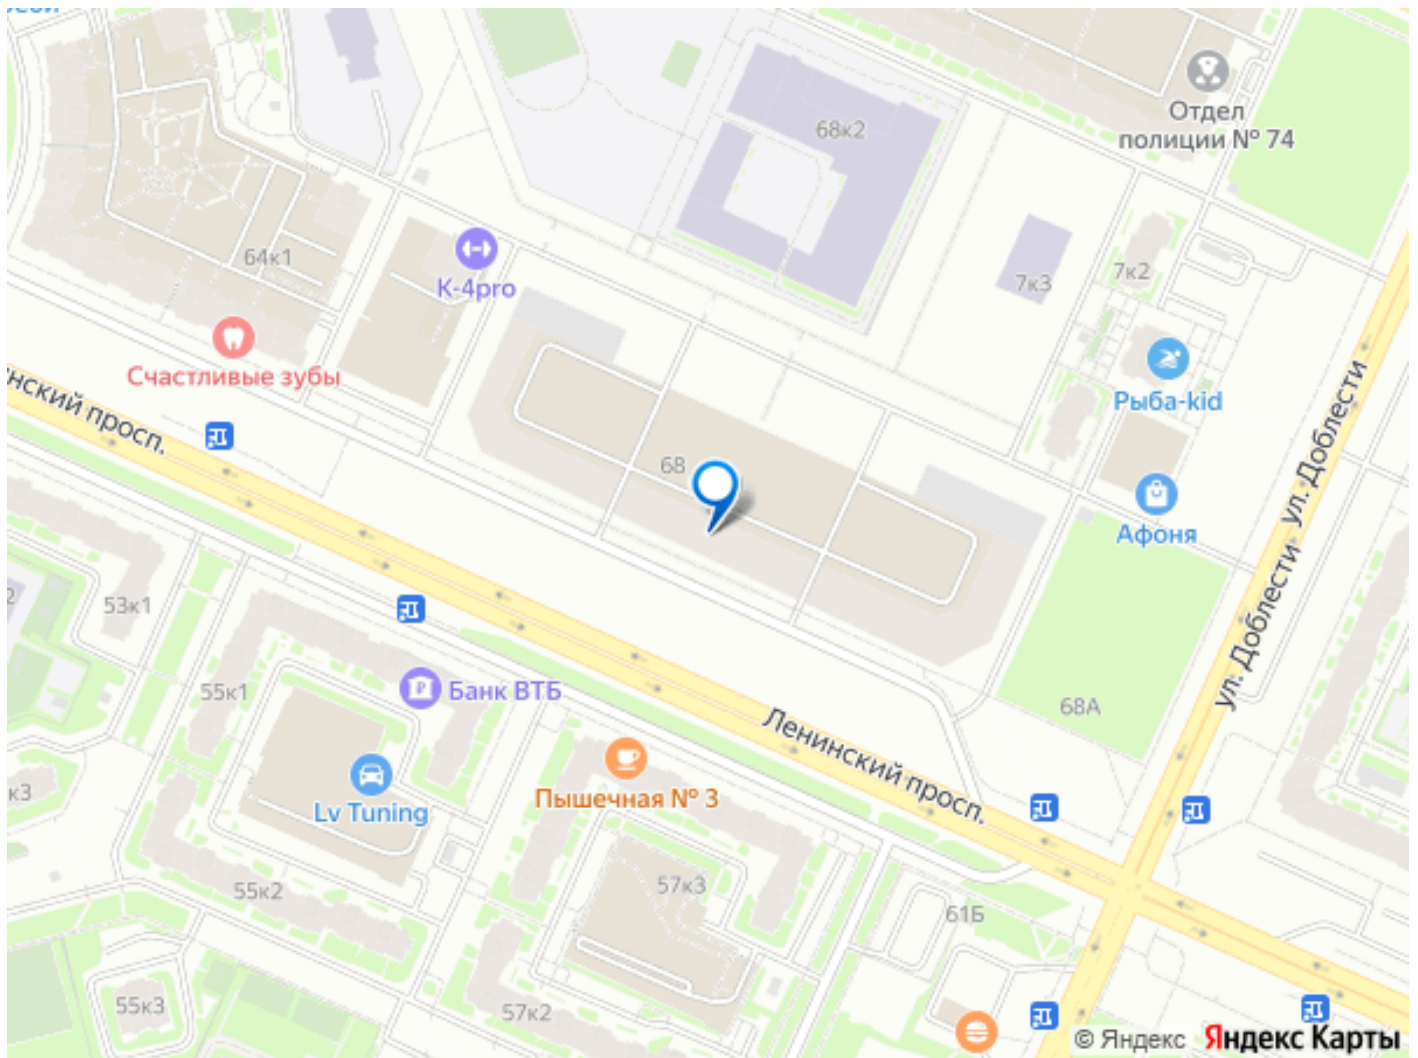 68к2
Отдел
полиции № 74
64к1
К-4pro
7к3
7к2
Счастливые зубы
Рыба-kid
нский просп.
68
Афоня
ул. Доблести
ул. Доблести
53к1
55к1
Банк ВТБ
68А
Ленинский просп.
Lv Tuning
Пышечная № 3
к3
55к2
57к3
61Б
55к3
57к2
© Яндекс Яндекс Карты